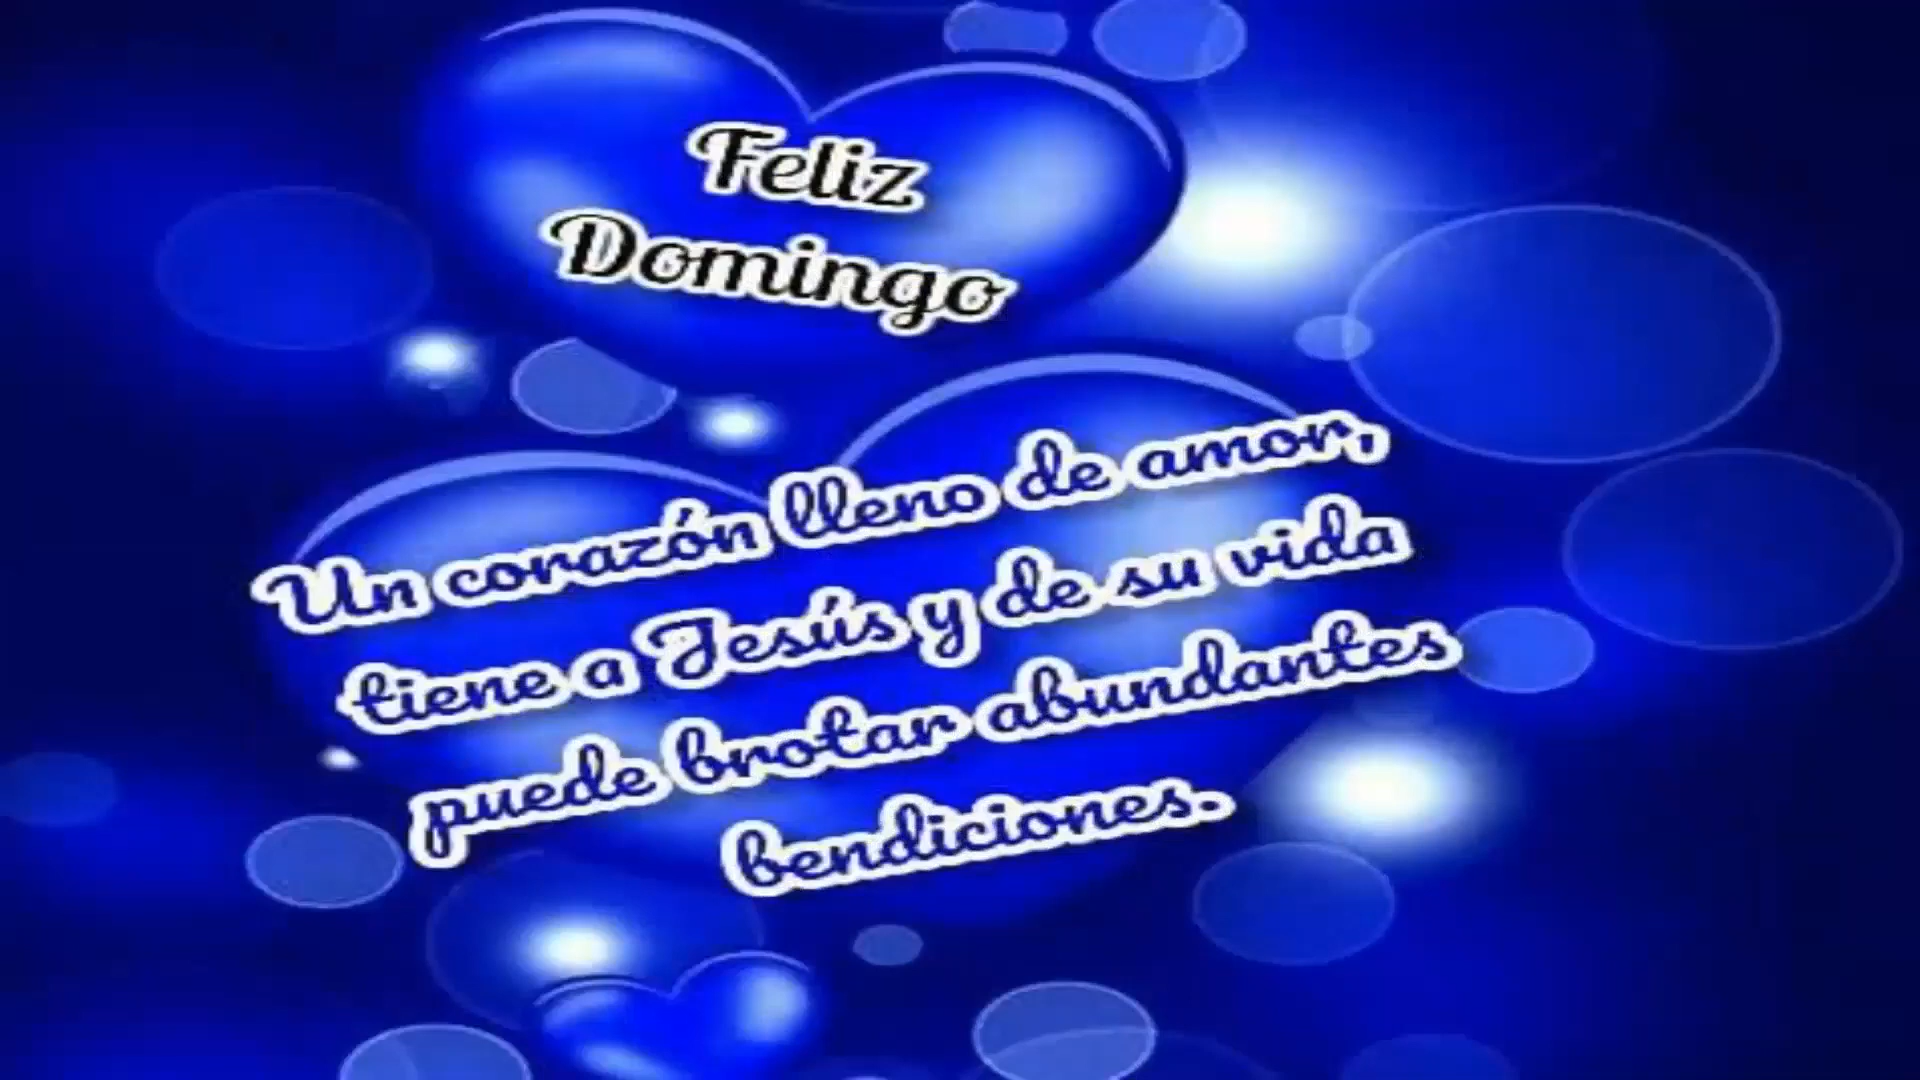 Feliz
Domingo
Un corazón lleno de amor,
tiene a Jesús y de su vida
puede brotar abundantes
bendiciones.